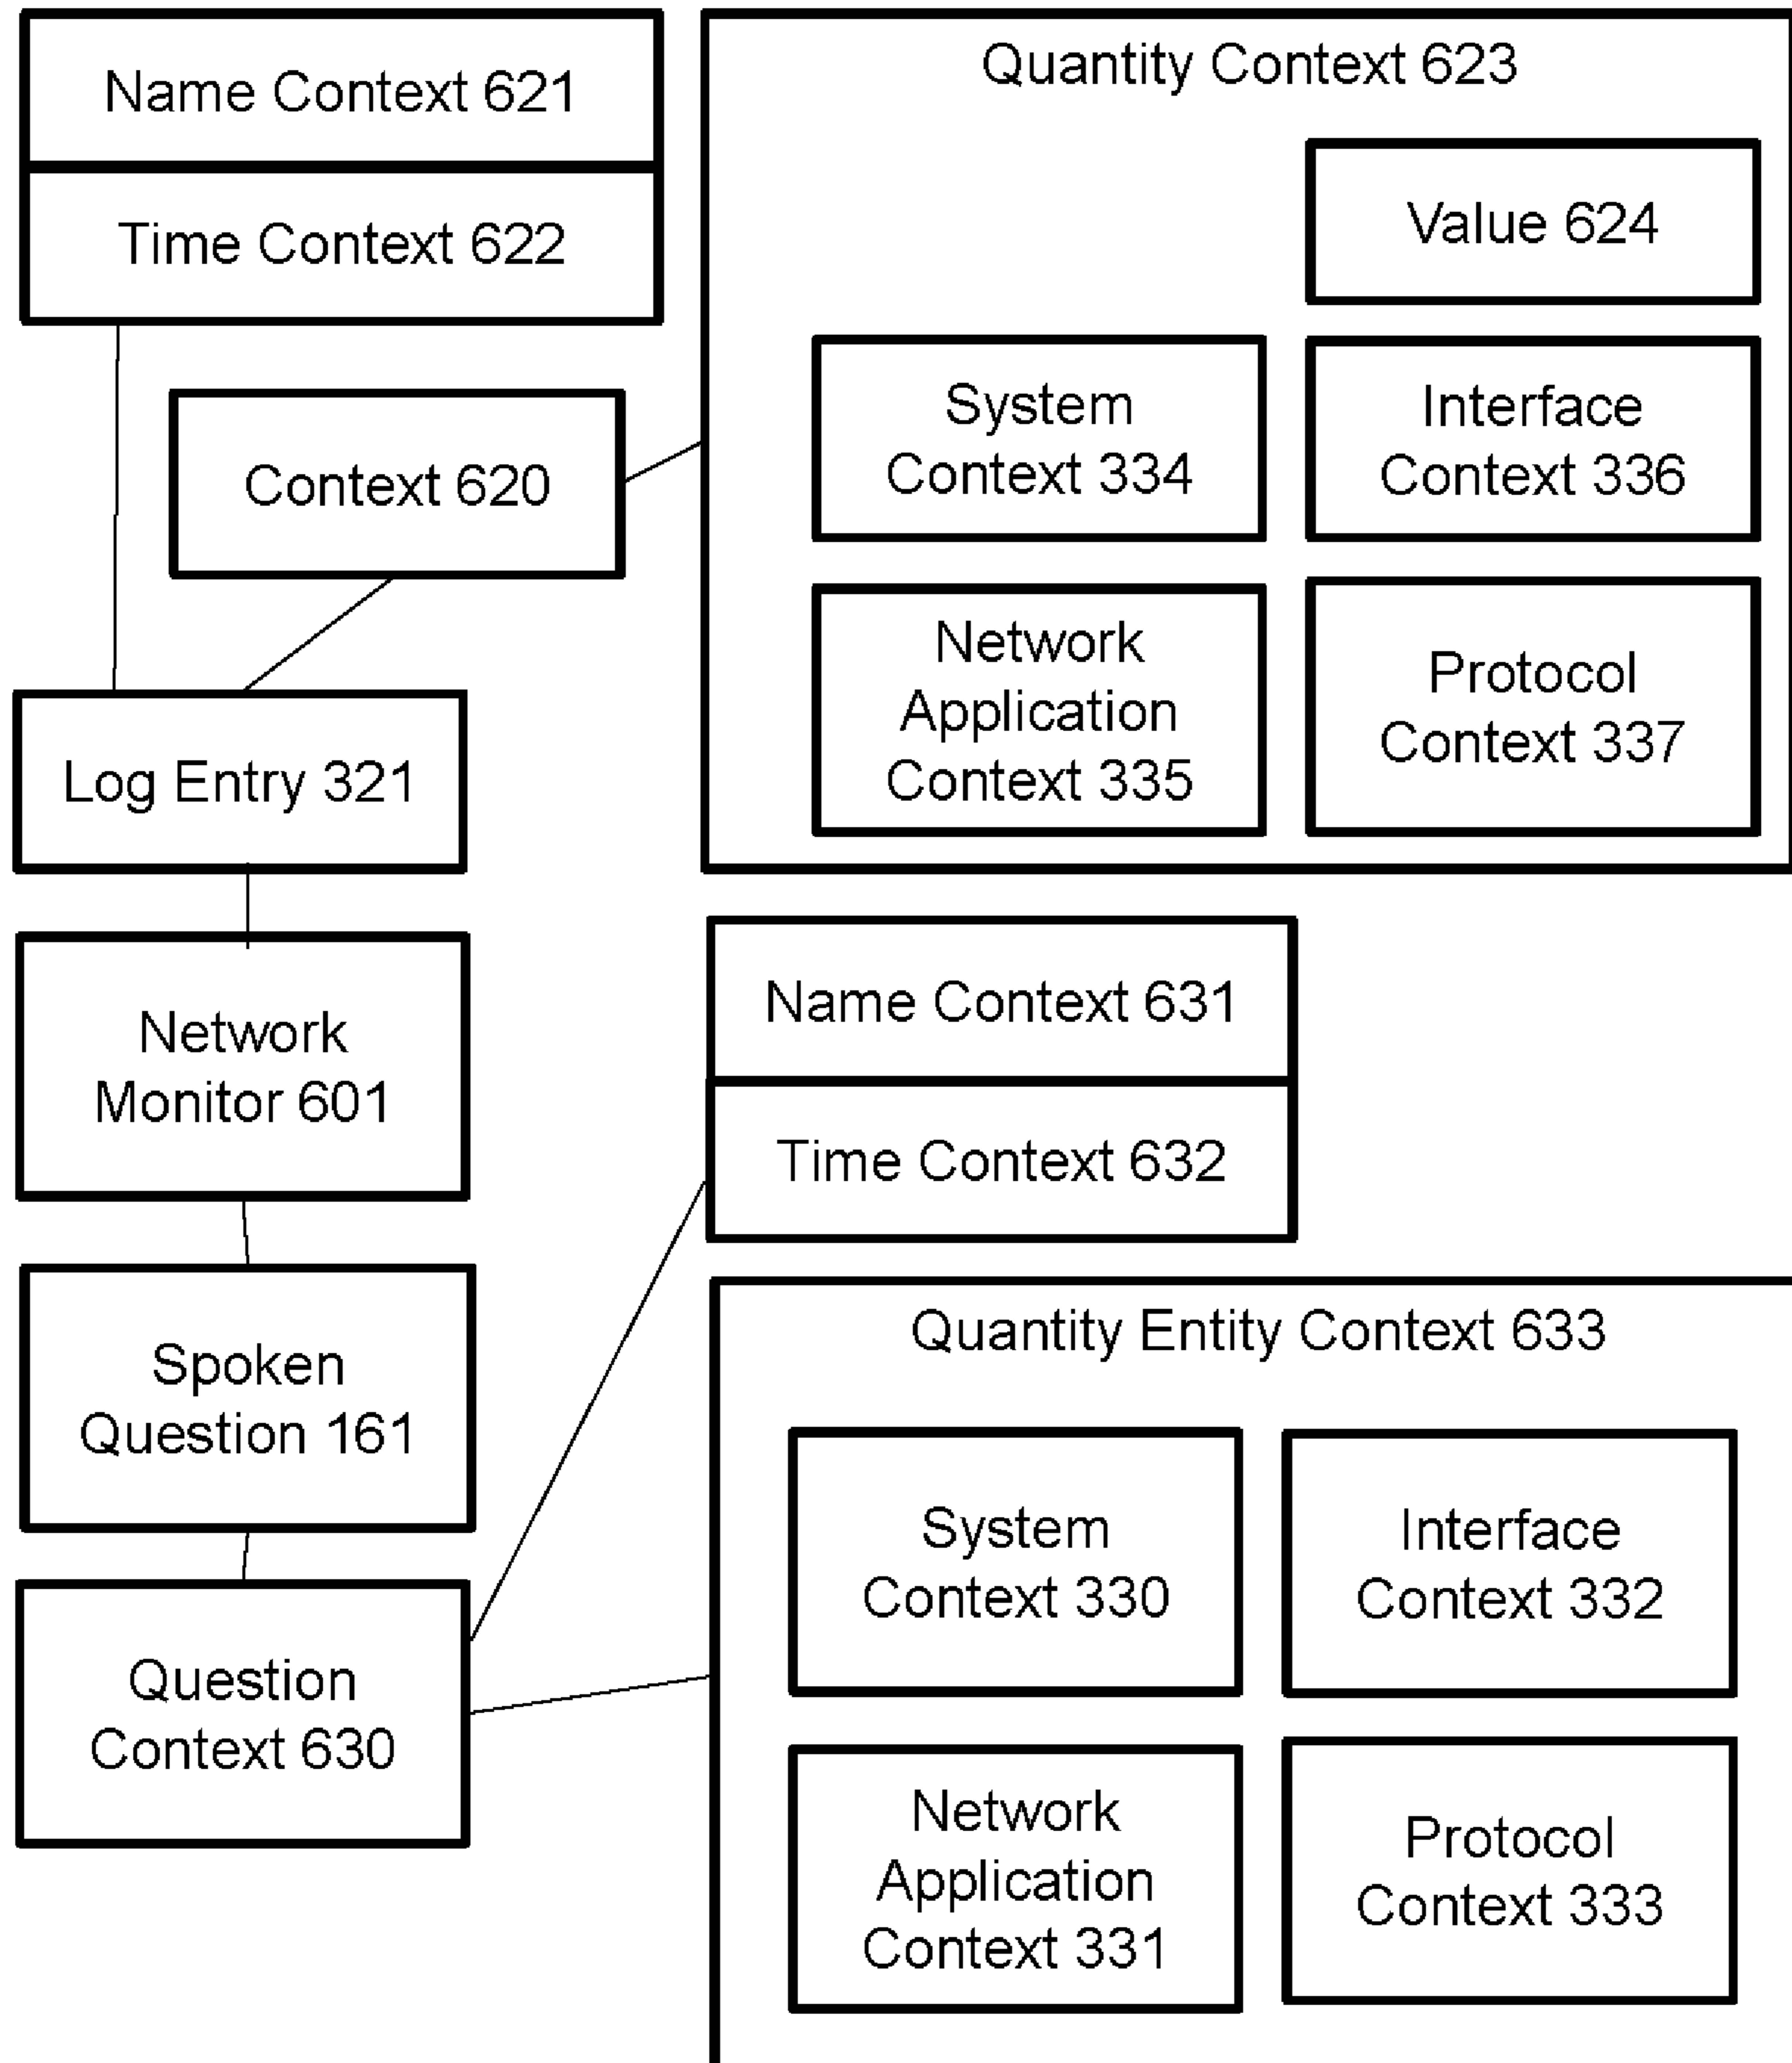 Name Context 621
Time Context 622
Context 620
Quantity Context 623
Value 624
System
Context 334
Interface
Context 336
Network
Application
Context 335
Protocol
Context 337
Log Entry 321
Network
Monitor 601
Name Context 631
Time Context 632
Spoken
Question 161
Question
Context 630
Quantity Entity Context 633
System
Context 330
Interface
Context 332
Network
Application
Context 331
Protocol
Context 333